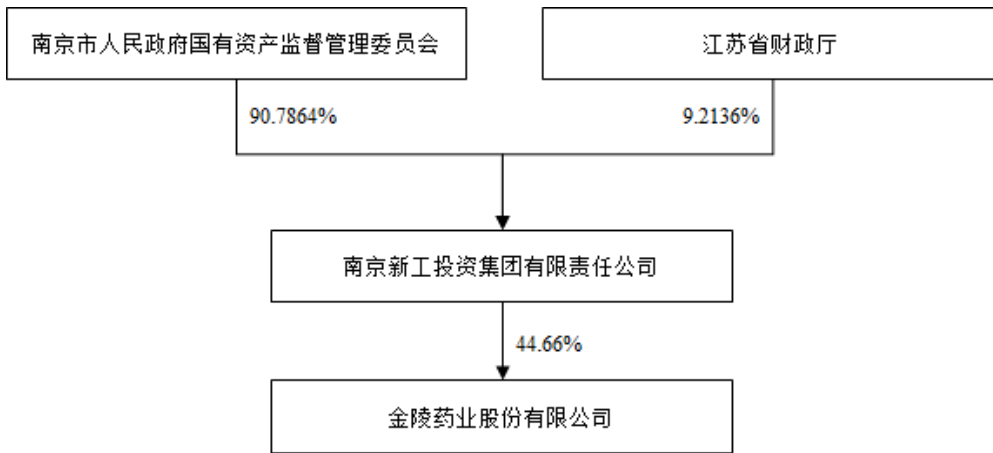 南京市人民政府国有资产监督管理委员会
江苏省财政厅
90.7864%
9.2136%
南京新工投资集团有限责任公司
44.66%
金陵药业股份有限公司